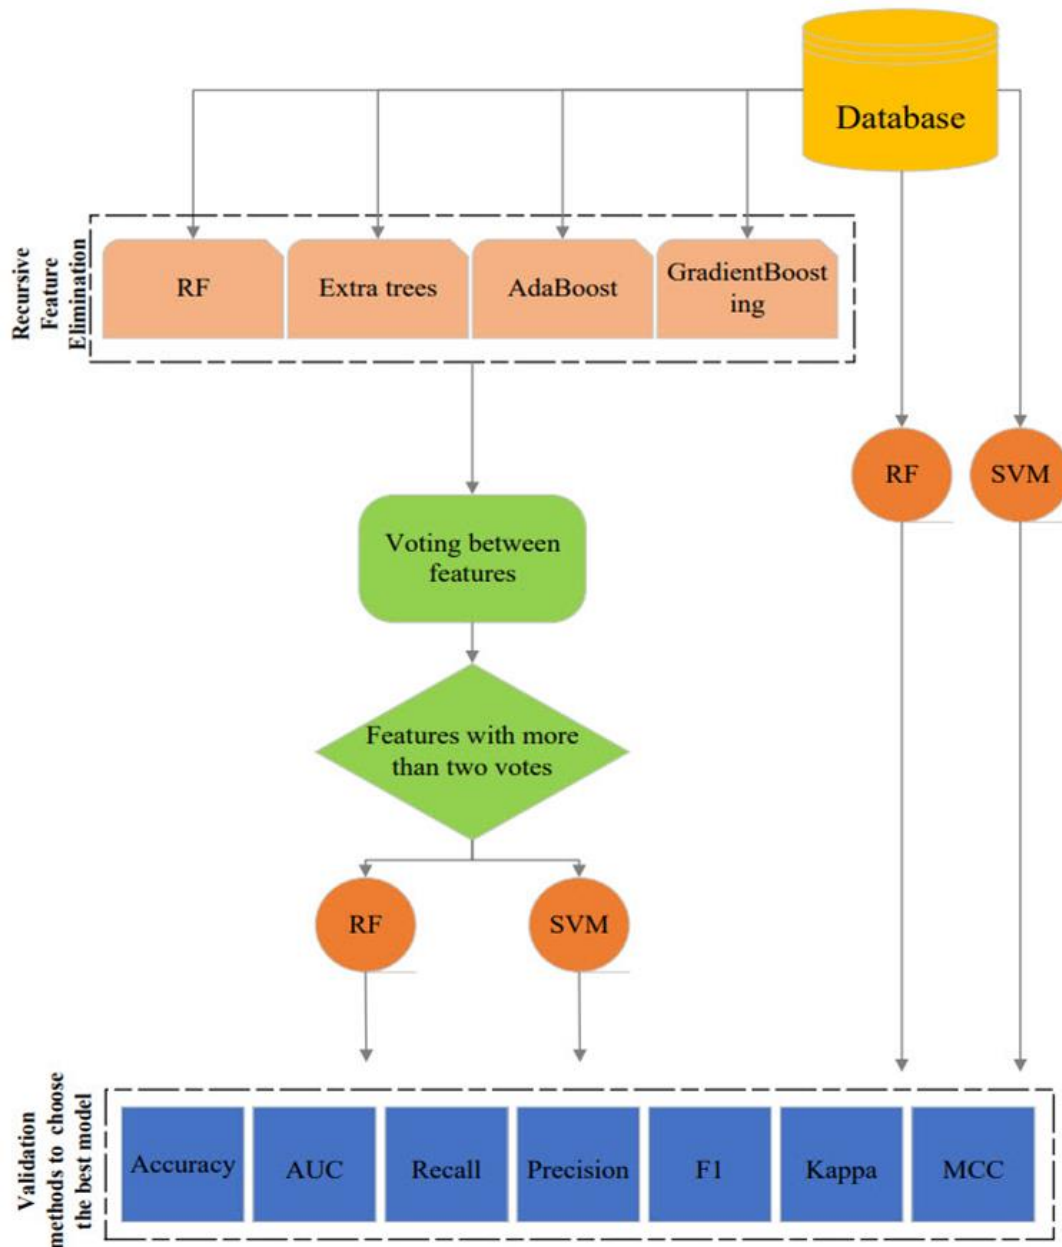 Database
Recursive
Feature
Elimination
RF
Extra trees
AdaBoost
GradientBoost
ing
RF
SVM
Voting between
features
Features with more
than two votes
RF
SVM
Validation
methods to choose
the best model
Accuracy
AUC
Recall
Precision
F1
Kappa
MCC